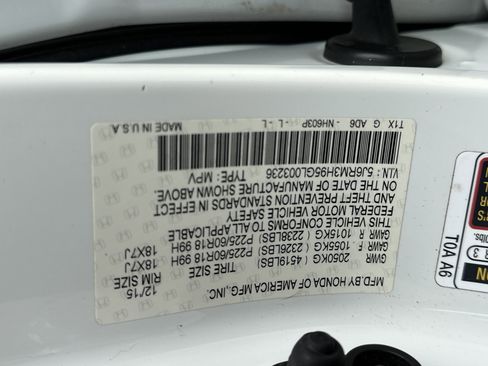 MFD.BY HONDA OF AMERICA MFG.,INC. 12/15
GVWR 2050KG (4519LBS) TIRE SIZE RIM SIZE
GAWR F 1055KG (2326LBS) P225/60R18 99H 18X7J
GAWR R 1015KG (2238LBS) P225/60R18 99H 18X7J
THIS VEHICLE CONFORMS TO ALL APPLICABLE
FEDERAL MOTOR VEHICLE SAFETY
AND THEFT PREVENTION STANDARDS IN EFFECT
ON THE DATE OF MANUFACTURE SHOWN ABOVE.
VIN: 5J6RM3H95GL003236 TYPE: MPV
T1X G AD6 - NH603P - L - L MADE IN U.S.A
T0A A6